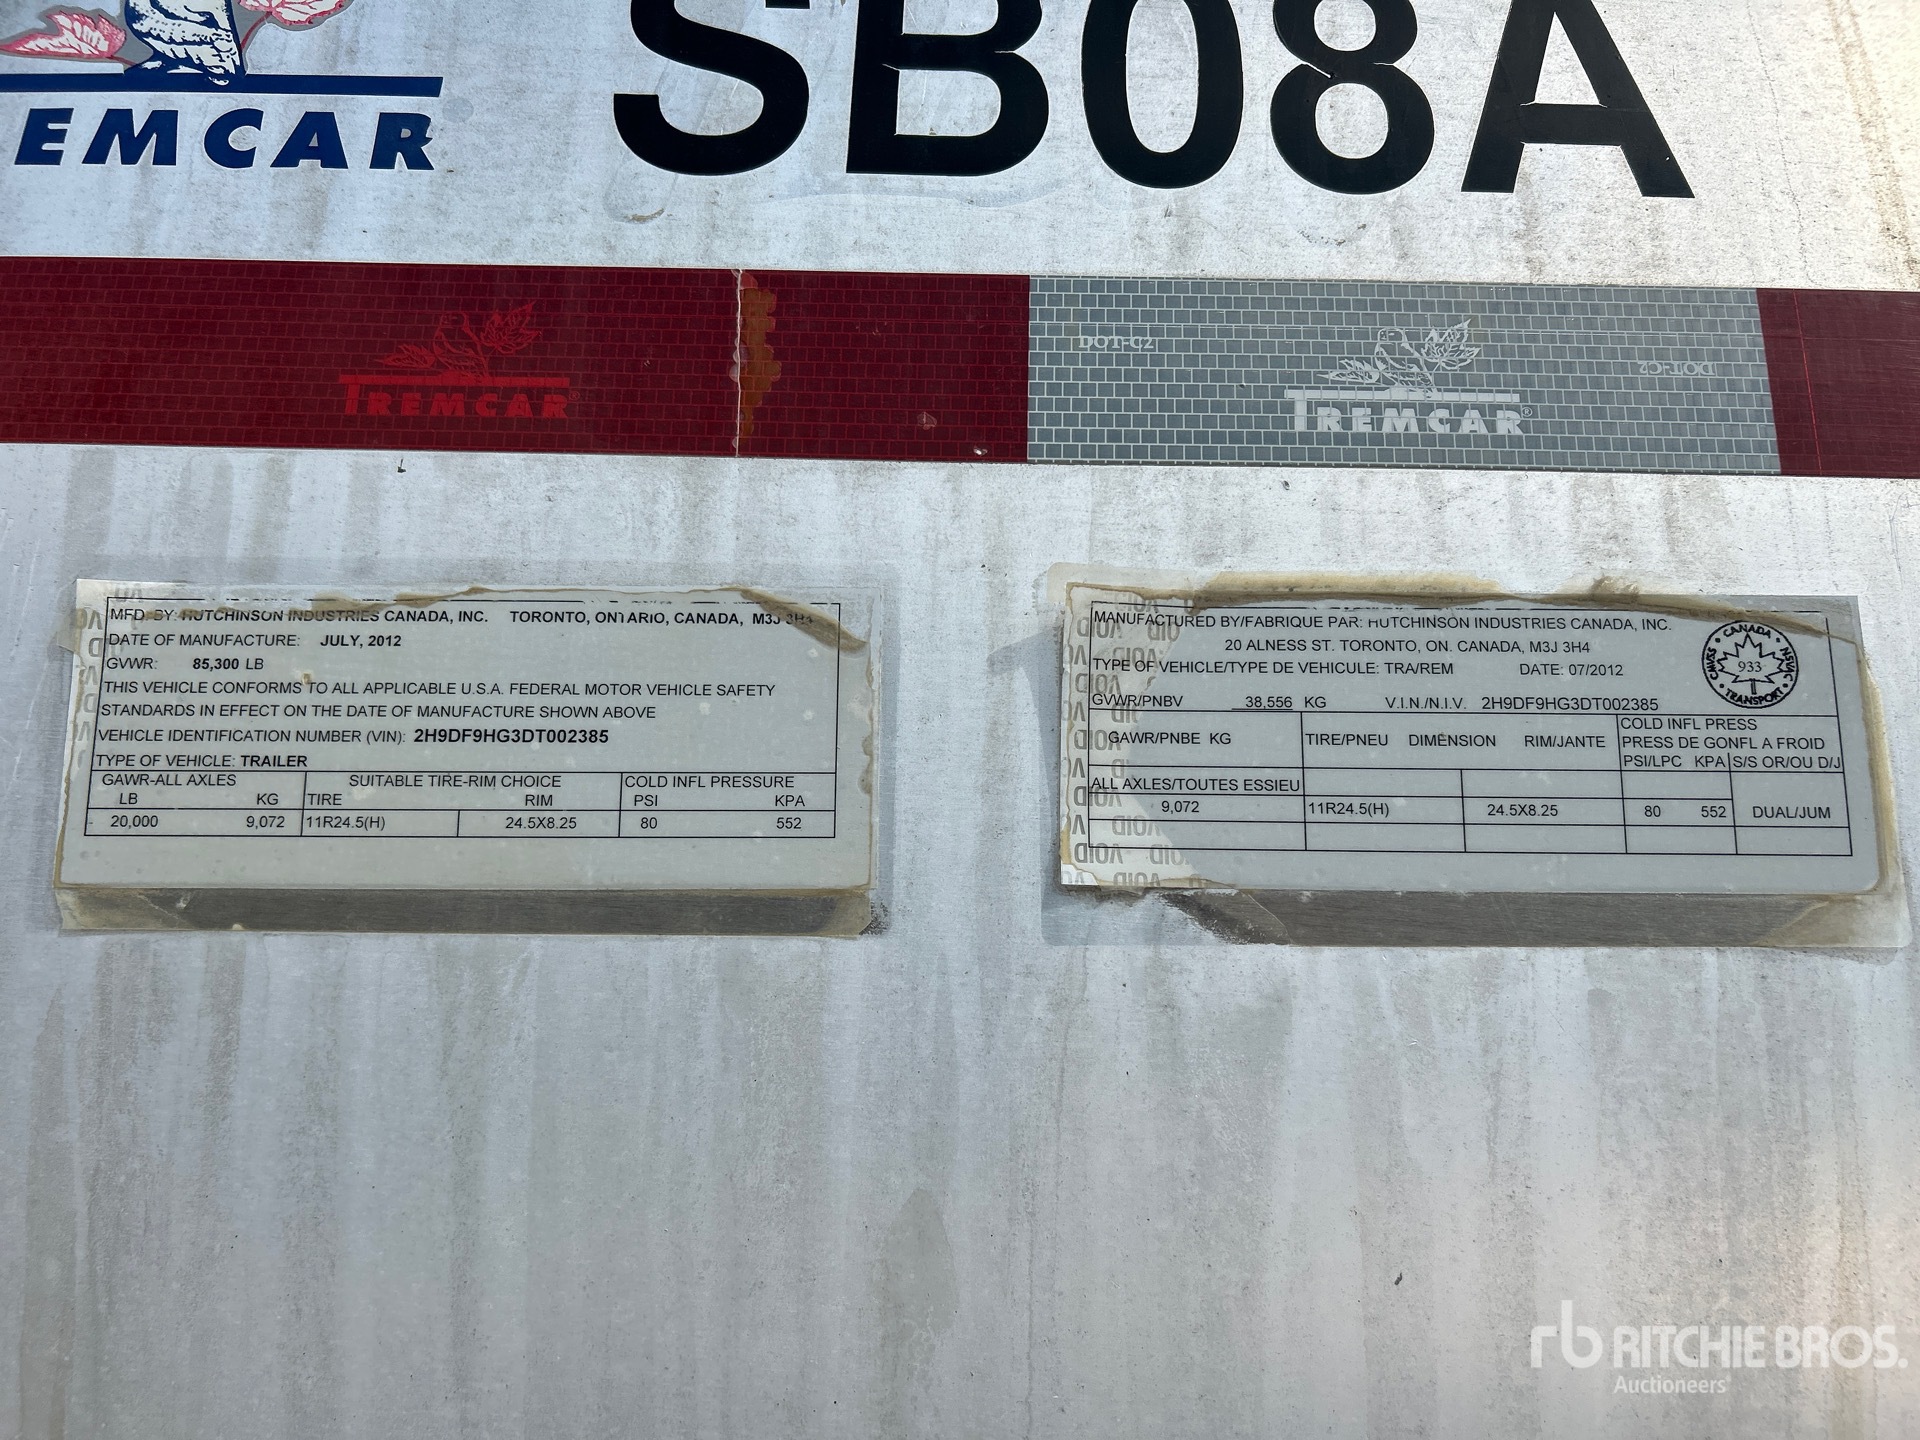 SB08A
EMCAR
TREMCAR®
DOT-C2
TREMCAR®
DOT-C2
MFD. BY: HUTCHINSON INDUSTRIES CANADA, INC. TORONTO, ONTARIO, CANADA, M3J 3H4
DATE OF MANUFACTURE: JULY, 2012
GVWR: 85,300 LB
THIS VEHICLE CONFORMS TO ALL APPLICABLE U.S.A. FEDERAL MOTOR VEHICLE SAFETY
STANDARDS IN EFFECT ON THE DATE OF MANUFACTURE SHOWN ABOVE
VEHICLE IDENTIFICATION NUMBER (VIN): 2H9DF9HG3DT002385
TYPE OF VEHICLE: TRAILER
GAWR-ALL AXLES SUITABLE TIRE-RIM CHOICE COLD INFL PRESSURE
LB KG TIRE RIM PSI KPA
20,000 9,072 11R24.5(H) 24.5X8.25 80 552
MANUFACTURED BY/FABRIQUE PAR: HUTCHINSON INDUSTRIES CANADA, INC.
20 ALNESS ST. TORONTO, ON. CANADA, M3J 3H4
TYPE OF VEHICLE/TYPE DE VEHICULE: TRA/REM DATE: 07/2012
GVWR/PNBV 38,556 KG V.I.N./N.I.V. 2H9DF9HG3DT002385
CANADA
CMVSS 933 NSVAC
TRANSPORT
GAWR/PNBE KG TIRE/PNEU DIMENSION RIM/JANTE COLD INFL PRESS
PRESS DE GONFL A FROID
PSI/LPC KPA S/S OR/OU D/J
ALL AXLES/TOUTES ESSIEU
9,072 11R24.5(H) 24.5X8.25 80 552 DUAL/JUM
VOID
rb RITCHIE BROS.
Auctioneers